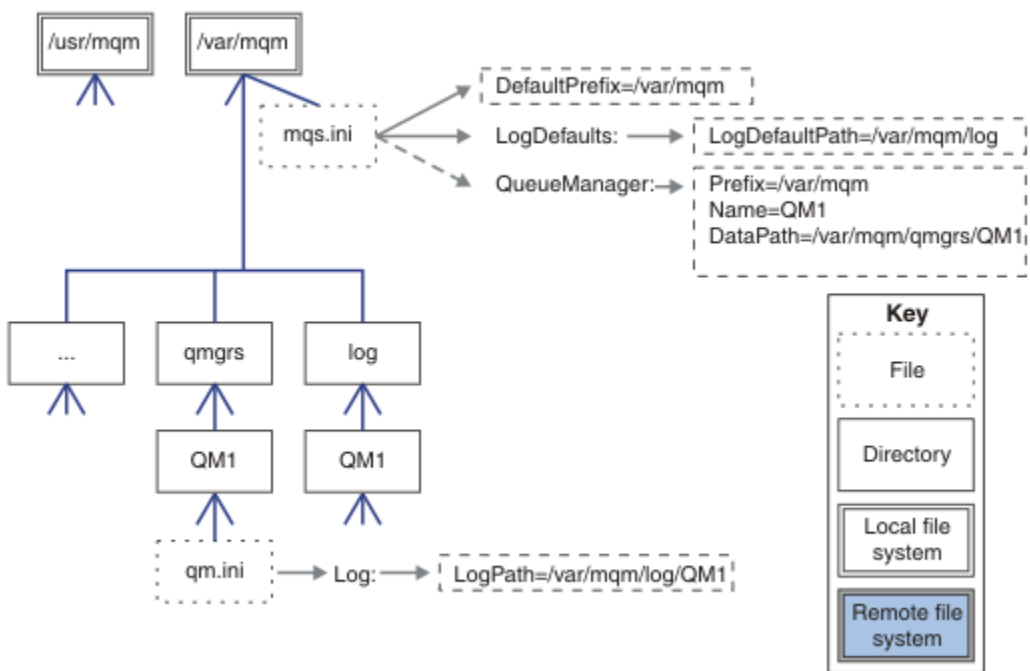 /usr/mqm
/var/mqm
mqs.ini
DefaultPrefix=/var/mqm
LogDefaults:
LogDefaultPath=/var/mqm/log
QueueManager:
Prefix=/var/mqm
Name=QM1
DataPath=/var/mqm/qmgrs/QM1
...
qmgrs
log
QM1
QM1
qm.ini
Log:
LogPath=/var/mqm/log/QM1
Key
File
Directory
Local file
system
Remote file
system